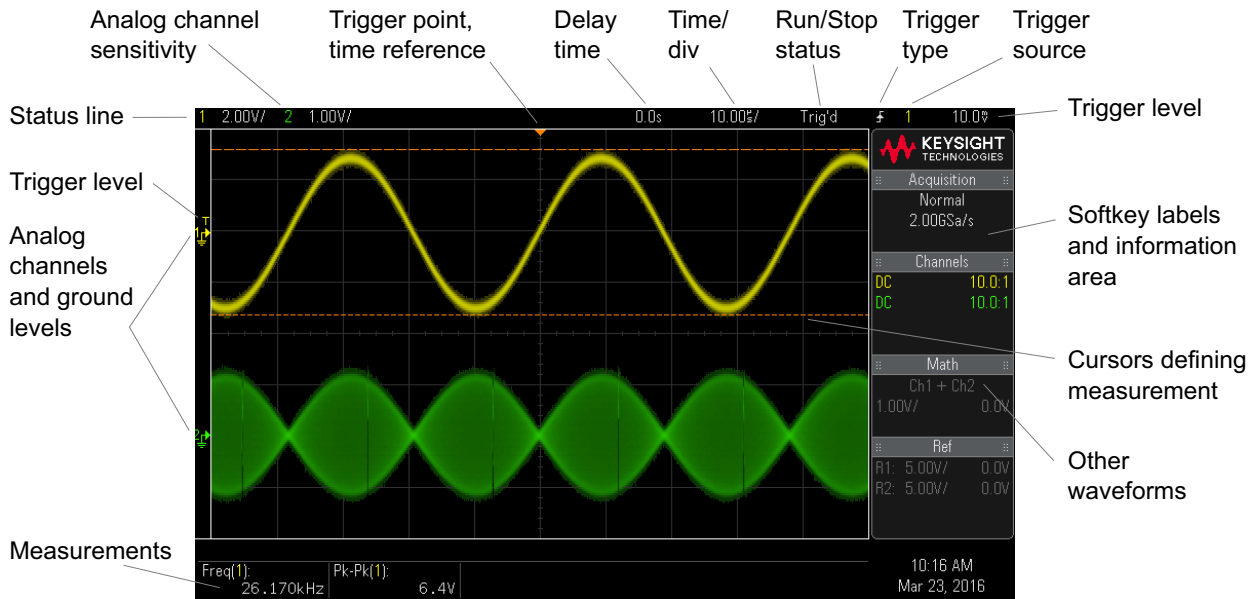 Analog channel
sensitivity
Trigger point,
time reference
Delay
time
Time/
div
Run/Stop
status
Trigger
type
Trigger
source
Status line
1 2.00V/ 2 1.00V/ 0.0s 10.00µs/ Trig'd 1 10.0mV
Trigger level
Trigger level
Analog
channels
and ground
levels
T
1
2
KEYSIGHT
TECHNOLOGIES
Acquisition
Normal
2.00GSa/s
Channels
DC 10.0:1
DC 10.0:1
Math
Ch1 + Ch2
1.00V/ 0.0V
Ref
R1: 5.00V/ 0.0V
R2: 5.00V/ 0.0V
Softkey labels
and information
area
Cursors defining
measurement
Other
waveforms
Measurements
Freq(1): Pk-Pk(1):
26.170kHz 6.4V
10:16 AM
Mar 23, 2016